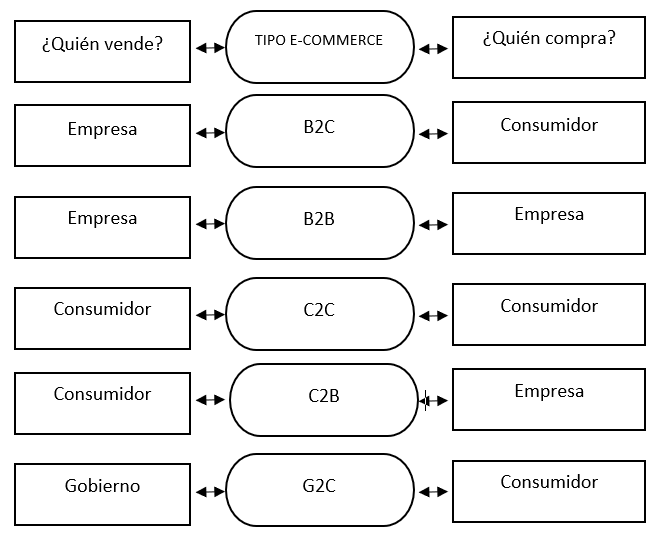 ¿Quién vende?
TIPO E-COMMERCE
¿Quién compra?
Empresa
B2C
Consumidor
Empresa
B2B
Empresa
Consumidor
C2C
Consumidor
Consumidor
C2B
Empresa
Gobierno
G2C
Consumidor